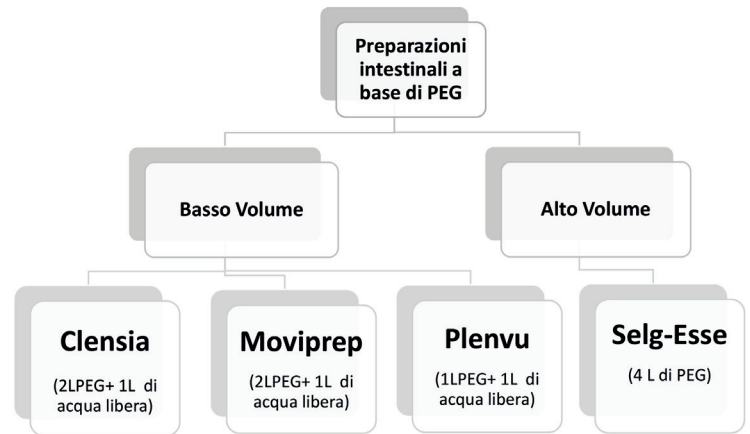 Preparazioni
intestinali a
base di PEG
Basso Volume
Alto Volume
Clensia
(2LPEG+ 1L di
acqua libera)
Moviprep
(2LPEG+ 1L di
acqua libera)
Plenvu
(1LPEG+ 1L di
acqua libera)
Selg-Esse
(4 L di PEG)